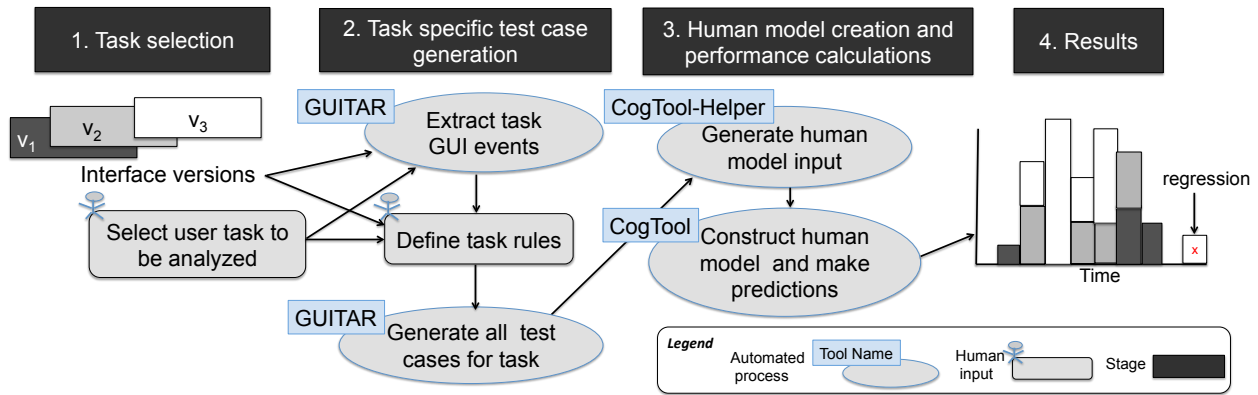 1. Task selection
2. Task specific test case
generation
3. Human model creation and
performance calculations
4. Results
v1
v2
v3
Interface versions
Select user task to
be analyzed
GUITAR
Extract task
GUI events
Define task rules
GUITAR
Generate all test
cases for task
CogTool-Helper
Generate human
model input
CogTool
Construct human
model and make
predictions
regression
x
Time
Legend
Automated
process
Tool Name
Human
input
Stage